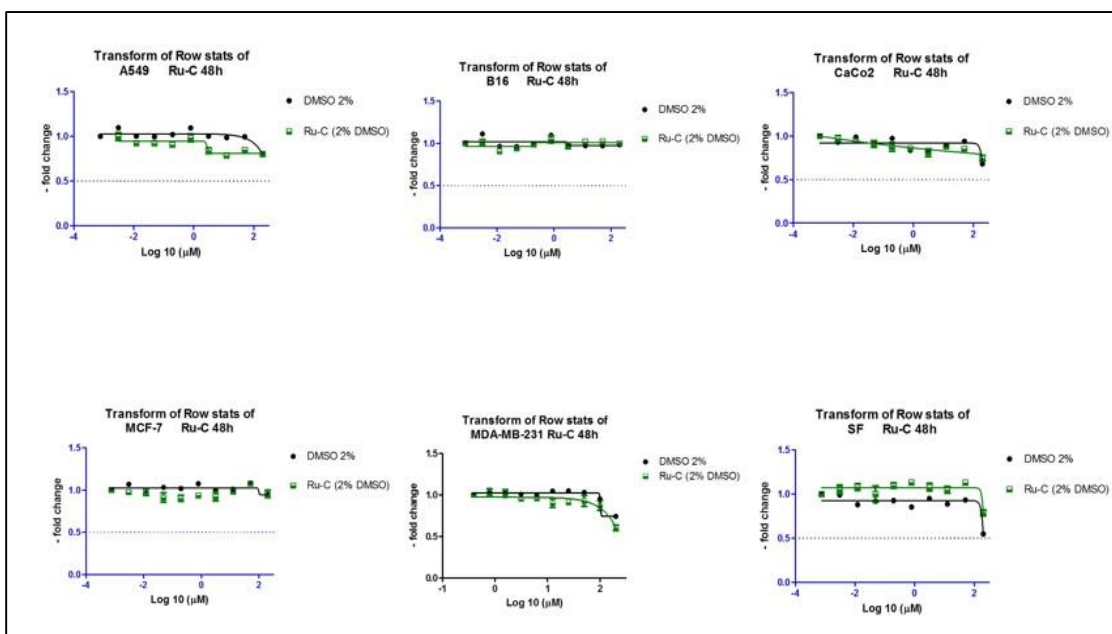 Transform of Row stats of
A549 Ru-C 48h
DMSO 2%
Ru-C (2% DMSO)
- fold change
1.5
1.0
0.5
0.0
-4
-2
0
2
Log 10 (µM)
Transform of Row stats of
B16 Ru-C 48h
DMSO 2%
Ru-C (2% DMSO)
- fold change
1.5
1.0
0.5
0.0
-4
-2
0
2
Log 10 (µM)
Transform of Row stats of
CaCo2 Ru-C 48h
DMSO 2%
Ru-C (2% DMSO)
- fold change
1.5
1.0
0.5
0.0
-4
-2
0
2
Log 10 (µM)
Transform of Row stats of
MCF-7 Ru-C 48h
DMSO 2%
Ru-C (2% DMSO)
- fold change
1.5
1.0
0.5
0.0
-4
-2
0
2
Log 10 (µM)
Transform of Row stats of
MDA-MB-231 Ru-C 48h
DMSO 2%
Ru-C (2% DMSO)
- fold change
1.5
1.0
0.5
0.0
-1
0
1
2
Log 10 (µM)
Transform of Row stats of
SF Ru-C 48h
DMSO 2%
Ru-C (2% DMSO)
- fold change
1.5
1.0
0.5
0.0
-4
-2
0
2
Log 10 (µM)